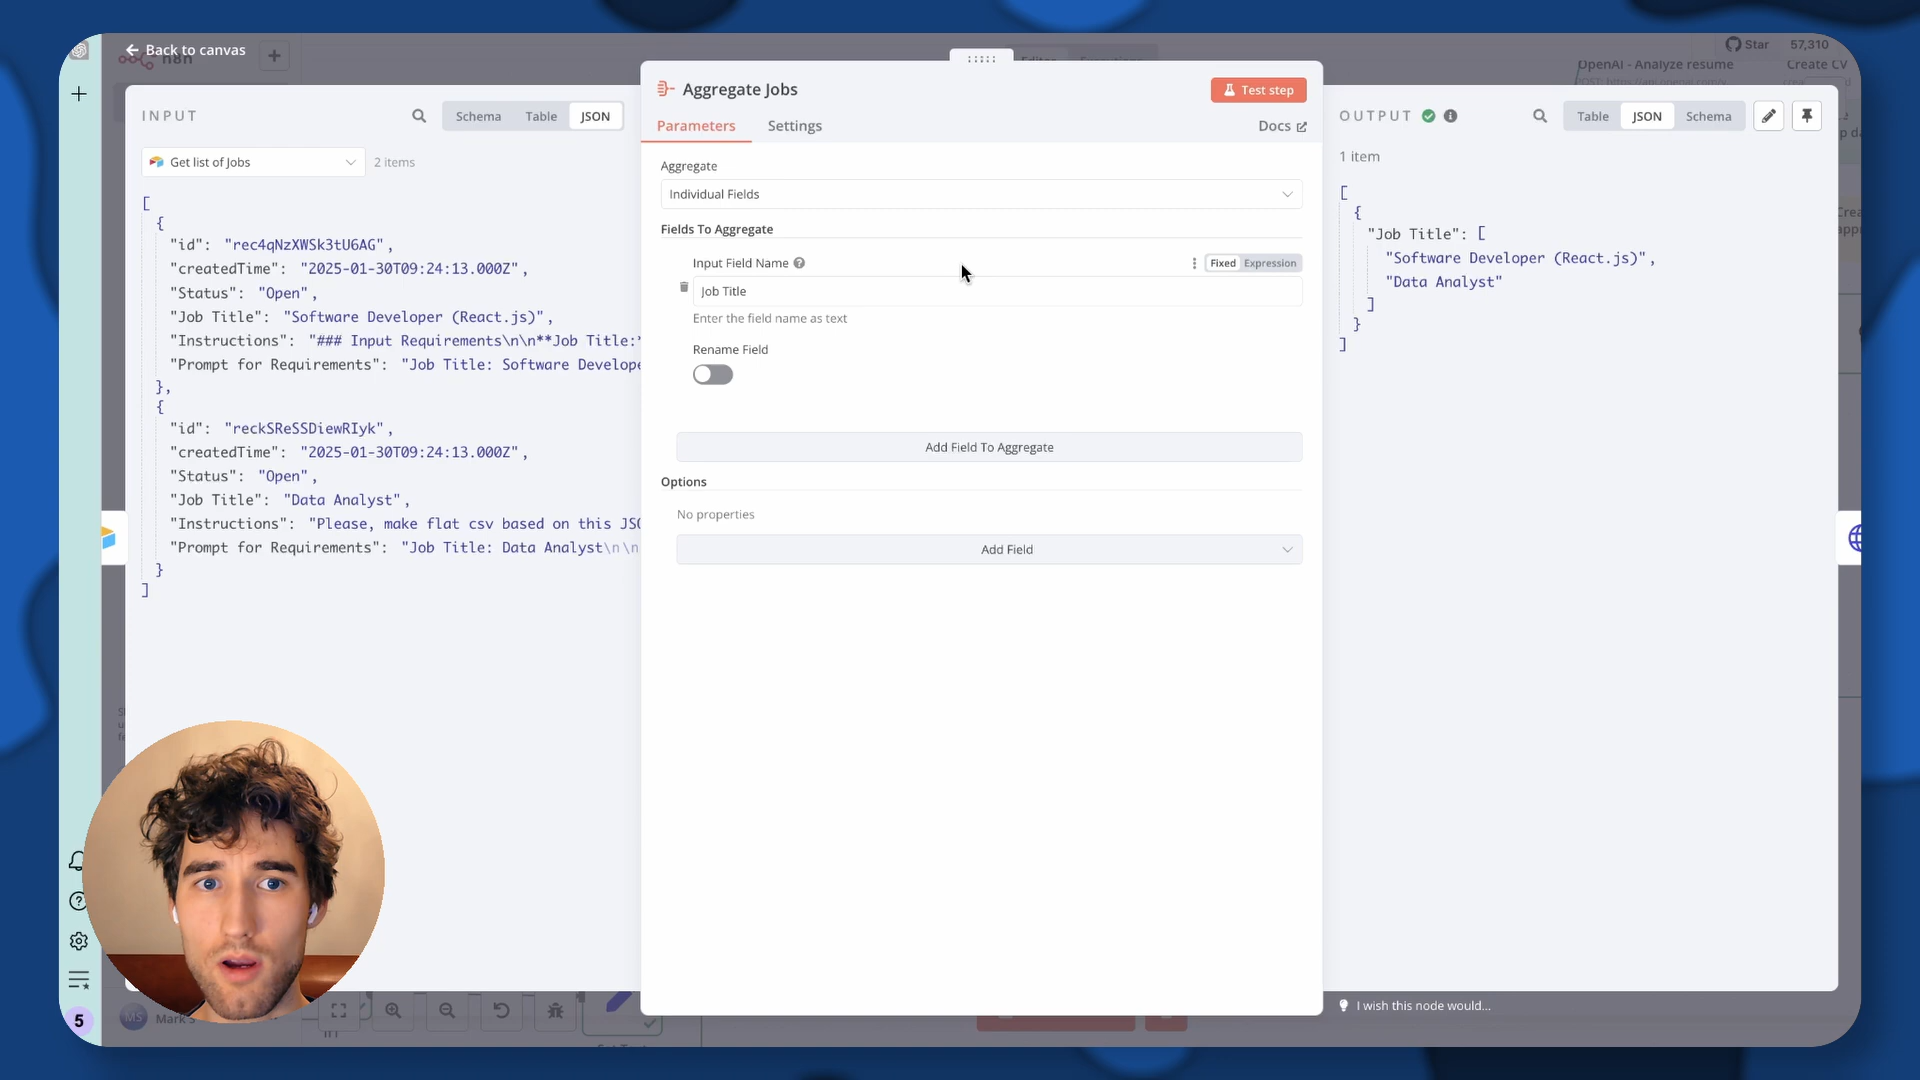 Back to canvas
n8n
Editor
Star 57,310
OpenAI - Analyze resume
Create CV
INPUT
Schema Table JSON
Get list of Jobs
2 items
[
{
"id": "rec4qNzXWSk3tU6AG",
"createdTime": "2025-01-30T09:24:13.000Z",
"Status": "Open",
"Job Title": "Software Developer (React.js)",
"Instructions": "### Input Requirements\n\n**Job Title:*
"Prompt for Requirements": "Job Title: Software Develope
},
{
"id": "reckSReSSDiewRIyk",
"createdTime": "2025-01-30T09:24:13.000Z",
"Status": "Open",
"Job Title": "Data Analyst",
"Instructions": "Please, make flat csv based on this JSO
"Prompt for Requirements": "Job Title: Data Analyst\n\n
}
]
Aggregate Jobs
Test step
Parameters Settings
Docs
Aggregate
Individual Fields
Fields To Aggregate
Input Field Name
Fixed Expression
Job Title
Enter the field name as text
Rename Field
Add Field To Aggregate
Options
No properties
Add Field
OUTPUT
Table JSON Schema
1 item
[
{
"Job Title": [
"Software Developer (React.js)",
"Data Analyst"
]
}
]
I wish this node would...
5
MS
Mark